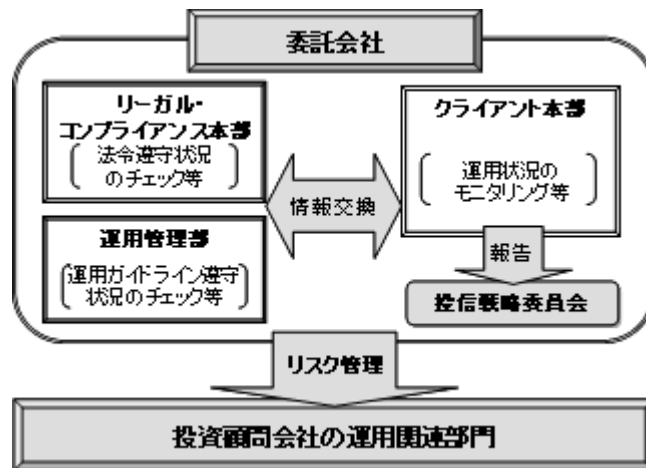 委託会社
リーガル・
コンプライアンス本部
法令遵守状況
のチェック等
運用管理部
運用ガイドライン遵守
状況のチェック等
情報交換
クライアント本部
運用状況の
モニタリング等
報告
投信戦略委員会
リスク管理
投資顧問会社の運用関連部門